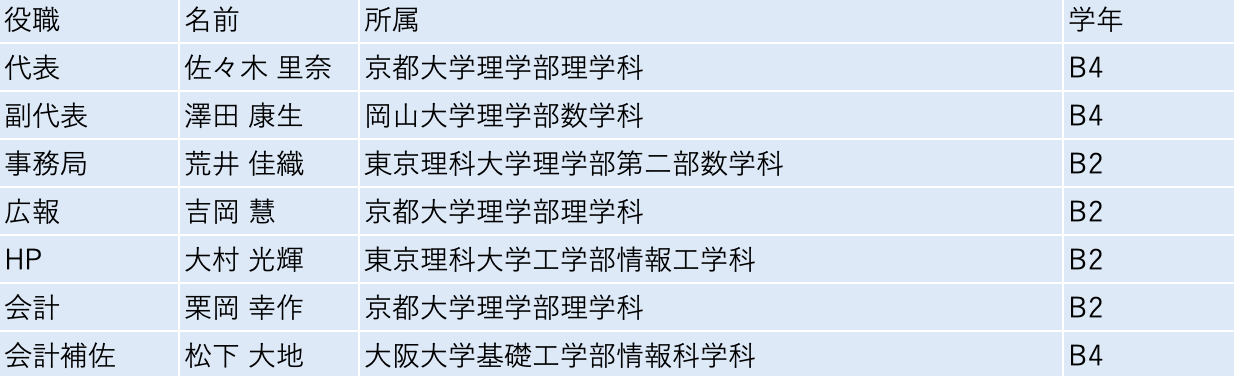 役職 名前 所属 学年
代表 佐々木 里奈 京都大学理学部理学科 B4
副代表 澤田 康生 岡山大学理学部数学科 B4
事務局 荒井 佳織 東京理科大学理学部第二部数学科 B2
広報 吉岡 慧 京都大学理学部理学科 B2
HP 大村 光輝 東京理科大学工学部情報工学科 B2
会計 栗岡 幸作 京都大学理学部理学科 B2
会計補佐 松下 大地 大阪大学基礎工学部情報科学科 B4